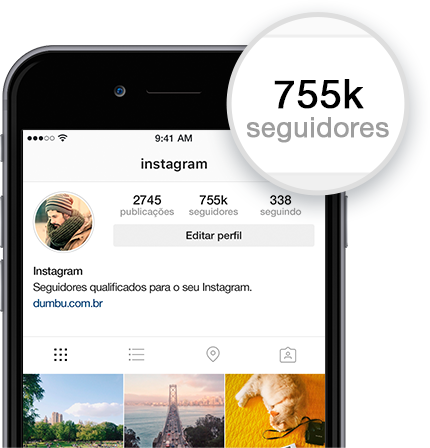 755k
seguidores
9:41 AM
instagram
2745 755k 338
publicações seguidores seguindo
Editar perfil
Instagram
Seguidores qualificados para o seu Instagram.
dumbu.com.br